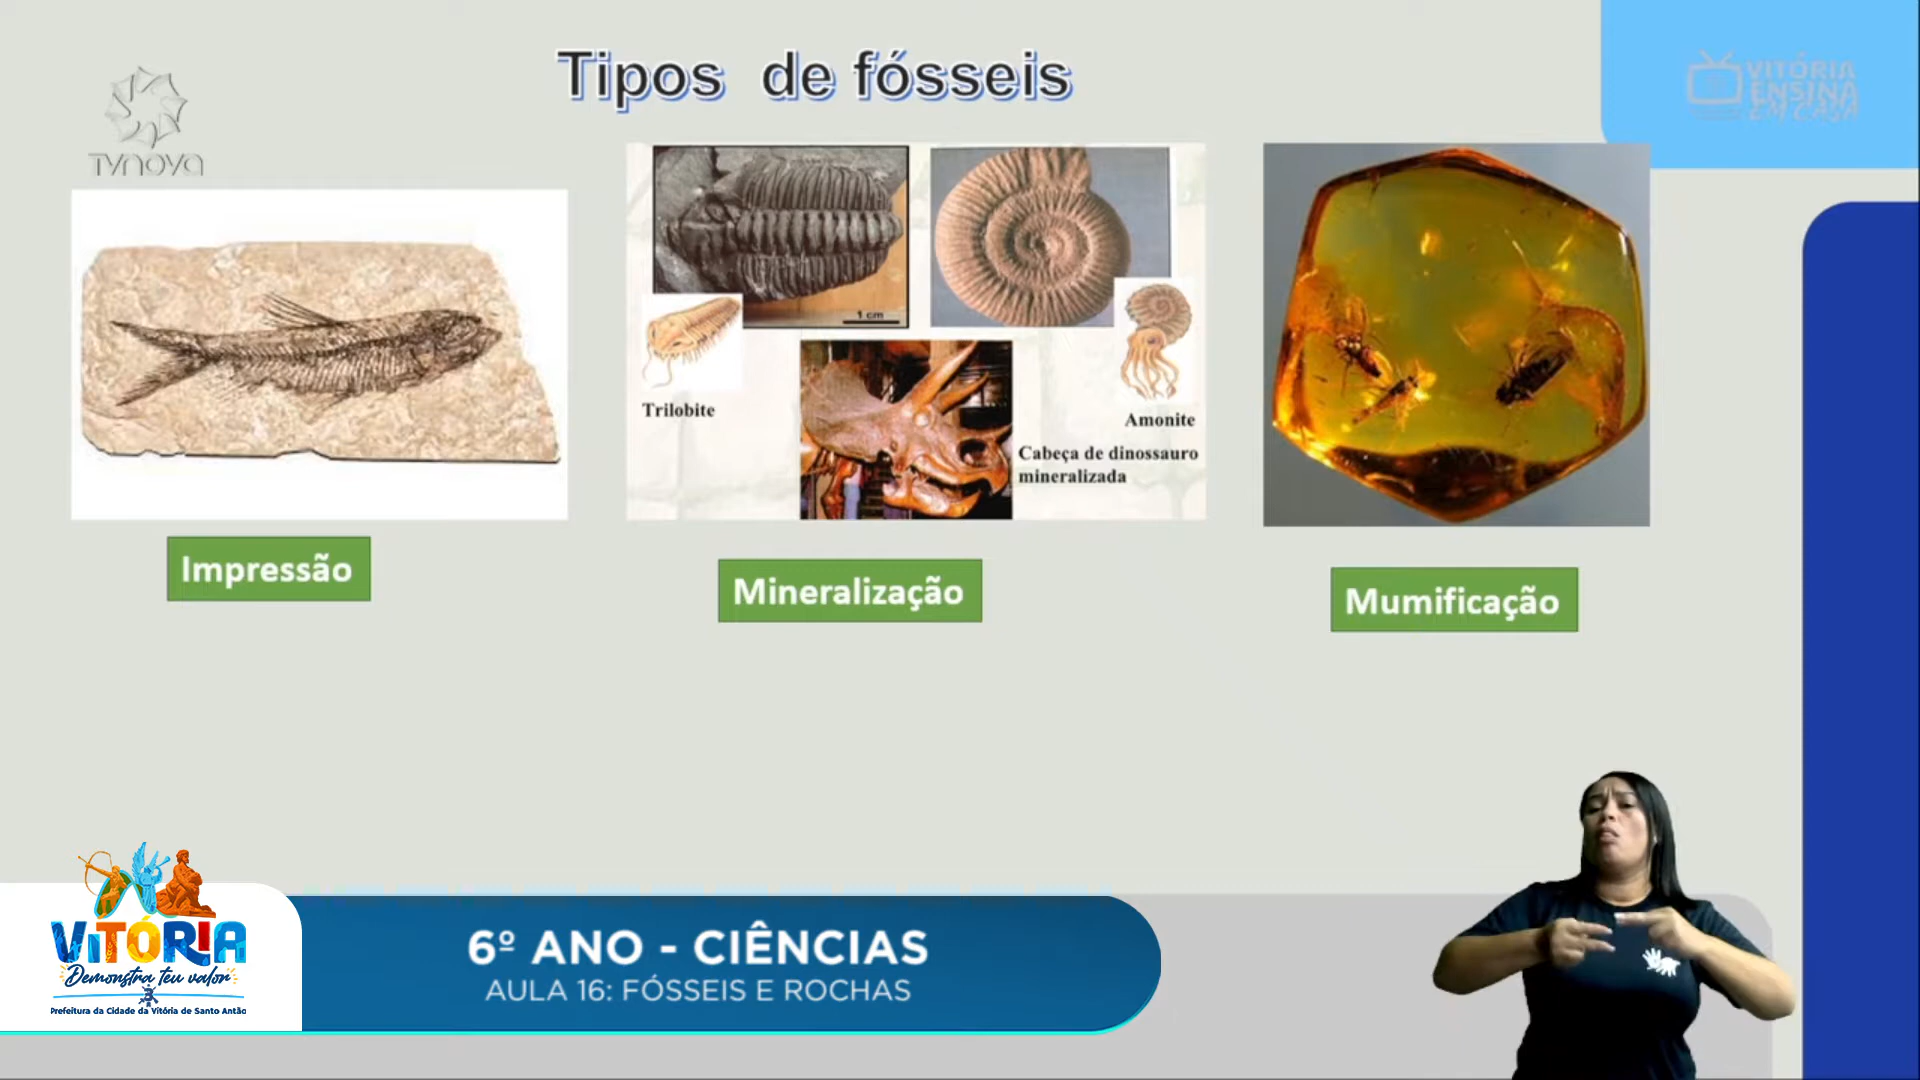 Tipos de fósseis
TVNOVA
VITÓRIA
ENSINA
EM CASA
1 cm
Trilobite
Amonite
Cabeça de dinossauro
mineralizada
Impressão
Mineralização
Mumificação
VITÓRIA
Demonstra teu valor
Prefeitura da Cidade da Vitória de Santo Antão
6º ANO - CIÊNCIAS
AULA 16: FÓSSEIS E ROCHAS